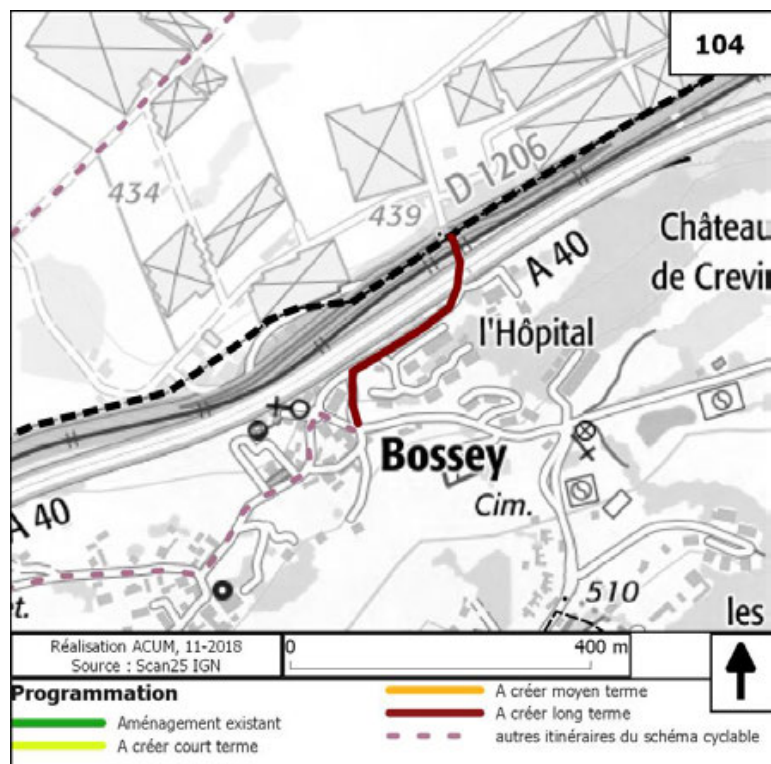 104
D 1206
434
439
Château
de Crevin
A 40
l'Hôpital
Bossey
Cim.
A 40
510
et.
les
Réalisation ACUM, 11-2018
Source : Scan25 IGN
0
400 m
Programmation
Aménagement existant
A créer court terme
A créer moyen terme
A créer long terme
autres itinéraires du schéma cyclable